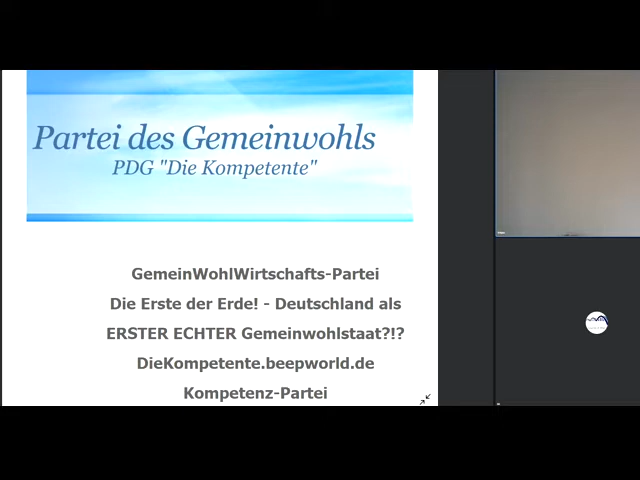 Partei des Gemeinwohls
PDG "Die Kompetente"
GemeinWohlWirtschafts-Partei
Die Erste der Erde! - Deutschland als
ERSTER ECHTER Gemeinwohlstaat?!?
DieKompetente.beepworld.de
Kompetenz-Partei